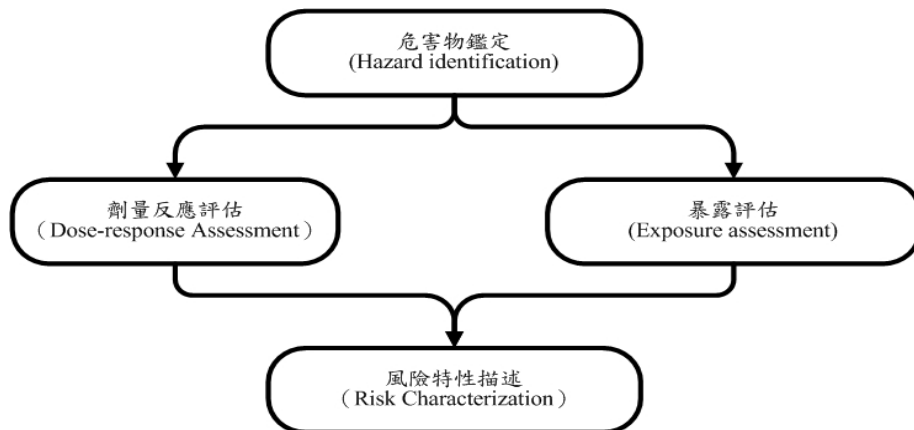 危害物鑑定
(Hazard identification)
劑量反應評估
（Dose-response Assessment）
暴露評估
(Exposure assessment)
風險特性描述
（Risk Characterization）